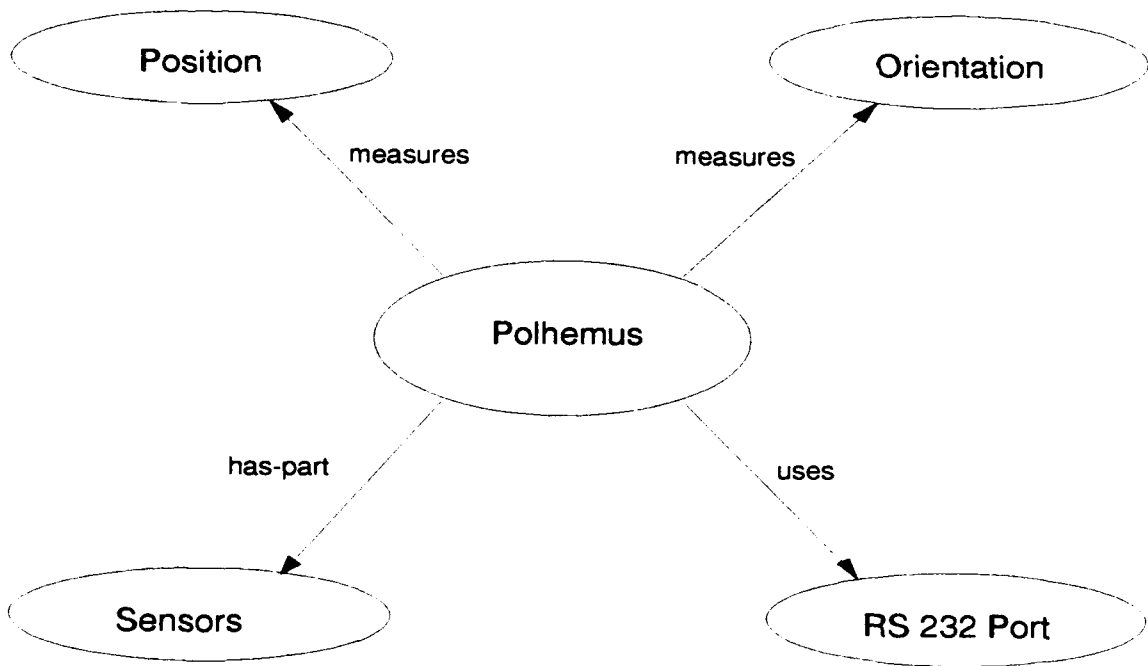 Position
Orientation
measures
measures
Polhemus
has-part
uses
Sensors
RS 232 Port